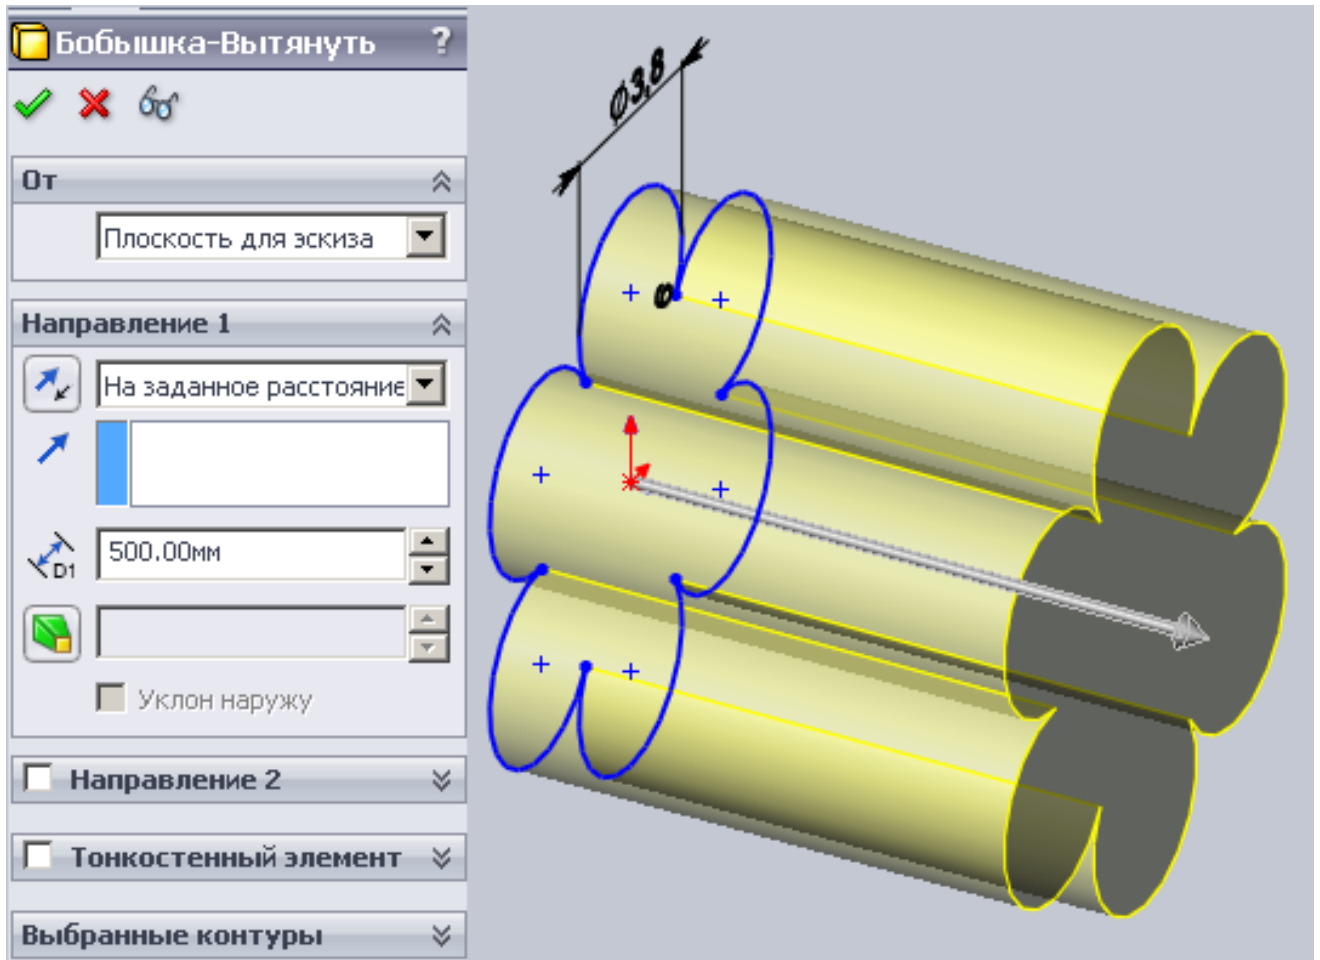 Бобышка-Вытянуть ?
От
Плоскость для эскиза
Направление 1
На заданное расстояние
D1 500.00мм
Уклон наружу
Направление 2
Тонкостенный элемент
Выбранные контуры
Ø3,8
6